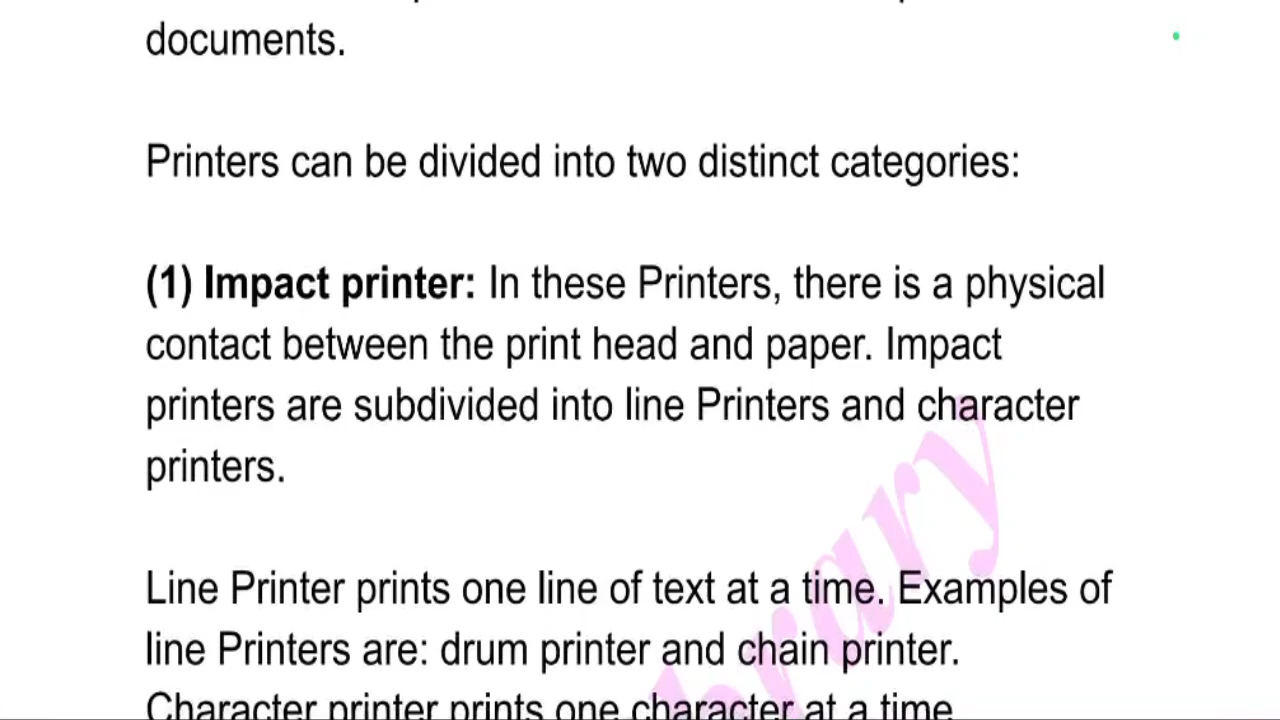 documents.
Printers can be divided into two distinct categories:
(1) Impact printer: In these Printers, there is a physical
contact between the print head and paper. Impact
printers are subdivided into line Printers and character
printers.
Line Printer prints one line of text at a time. Examples of
line Printers are: drum printer and chain printer.
Character printer prints one character at a time